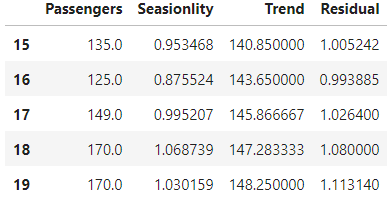 Passengers Seasionlity Trend Residual
15 135.0 0.953468 140.850000 1.005242
16 125.0 0.875524 143.650000 0.993885
17 149.0 0.995207 145.866667 1.026400
18 170.0 1.068739 147.283333 1.080000
19 170.0 1.030159 148.250000 1.113140